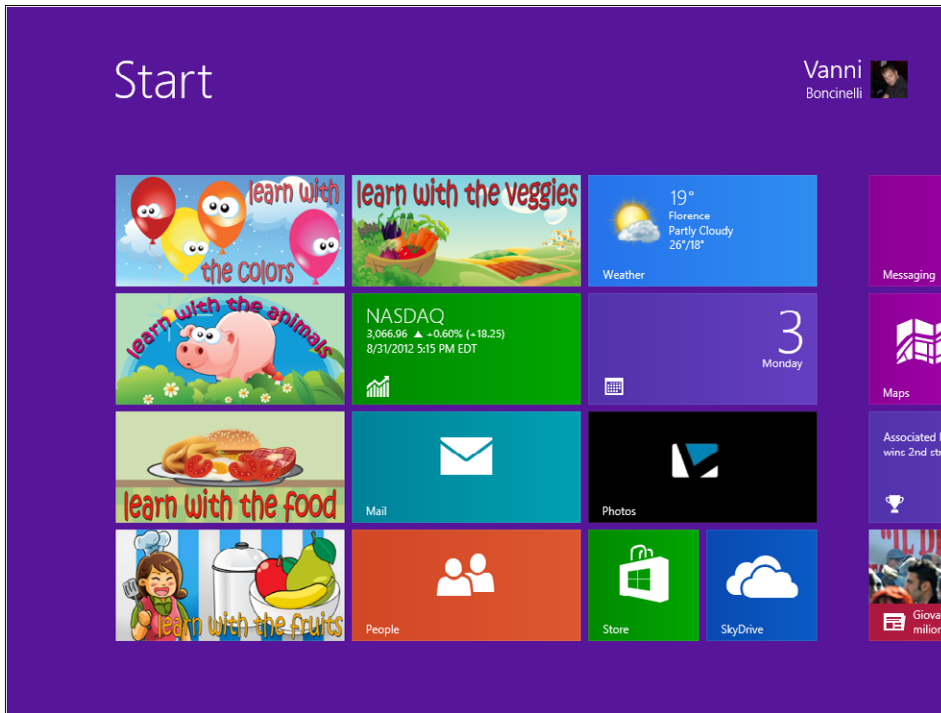 Start
Vanni
Boncinelli
learn with
the colors
learn with the veggies
19°
Florence
Partly Cloudy
26°/18°
Weather
Messaging
learn with the animals
NASDAQ
3,066.96 ▲ +0.60% (+18.25)
8/31/2012 5:15 PM EDT
3
Monday
Maps
learn with the food
Mail
Photos
Associated
wins 2nd
learn with the fruits
People
Store
SkyDrive
Giova
milion